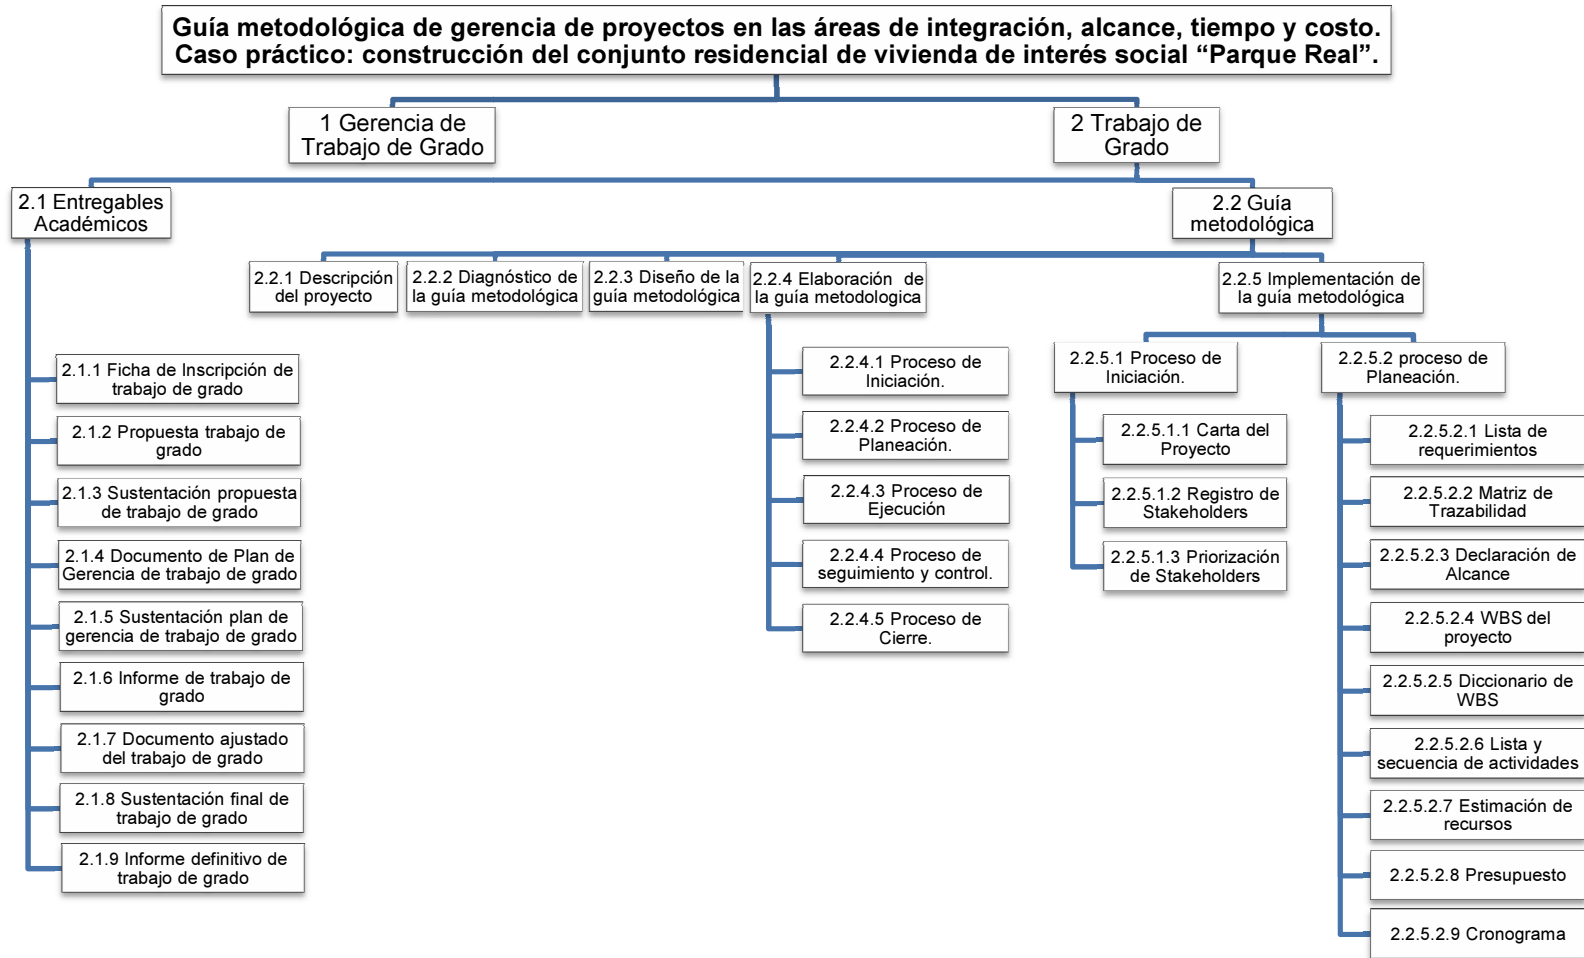 Guía metodológica de gerencia de proyectos en las áreas de integración, alcance, tiempo y costo.
Caso práctico: construcción del conjunto residencial de vivienda de interés social “Parque Real”.
1 Gerencia de
Trabajo de Grado
2 Trabajo de
Grado
2.1 Entregables
Académicos
2.2 Guía
metodológica
2.2.1 Descripción
del proyecto
2.2.2 Diagnóstico de
la guía metodológica
2.2.3 Diseño de la
guía metodológica
2.2.4 Elaboración de
la guía metodologica
2.2.5 Implementación de
la guía metodológica
2.1.1 Ficha de Inscripción de
trabajo de grado
2.1.2 Propuesta trabajo de
grado
2.1.3 Sustentación propuesta
de trabajo de grado
2.1.4 Documento de Plan de
Gerencia de trabajo de grado
2.1.5 Sustentación plan de
gerencia de trabajo de grado
2.1.6 Informe de trabajo de
grado
2.1.7 Documento ajustado
del trabajo de grado
2.1.8 Sustentación final de
trabajo de grado
2.1.9 Informe definitivo de
trabajo de grado
2.2.4.1 Proceso de
Iniciación.
2.2.4.2 Proceso de
Planeación.
2.2.4.3 Proceso de
Ejecución
2.2.4.4 Proceso de
seguimiento y control.
2.2.4.5 Proceso de
Cierre.
2.2.5.1 Proceso de
Iniciación.
2.2.5.1.1 Carta del
Proyecto
2.2.5.1.2 Registro de
Stakeholders
2.2.5.1.3 Priorización
de Stakeholders
2.2.5.2 proceso de
Planeación.
2.2.5.2.1 Lista de
requerimientos
2.2.5.2.2 Matriz de
Trazabilidad
2.2.5.2.3 Declaración de
Alcance
2.2.5.2.4 WBS del
proyecto
2.2.5.2.5 Diccionario de
WBS
2.2.5.2.6 Lista y
secuencia de actividades
2.2.5.2.7 Estimación de
recursos
2.2.5.2.8 Presupuesto
2.2.5.2.9 Cronograma